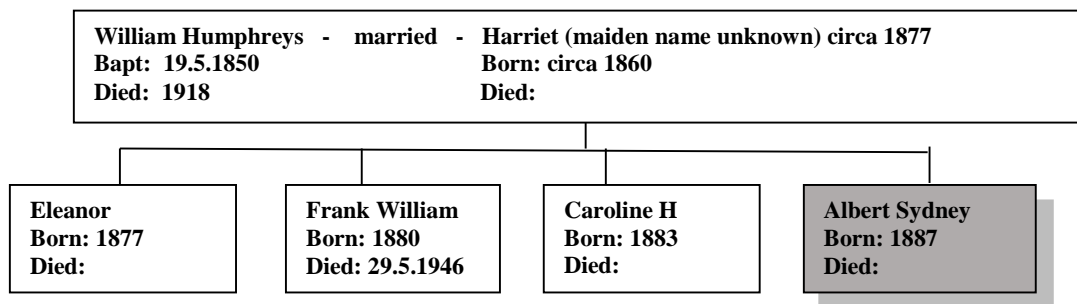 William Humphreys - married - Harriet (maiden name unknown) circa 1877
Bapt: 19.5.1850 Born: circa 1860
Died: 1918 Died:
Eleanor
Born: 1877
Died:
Frank William
Born: 1880
Died: 29.5.1946
Caroline H
Born: 1883
Died:
Albert Sydney
Born: 1887
Died: